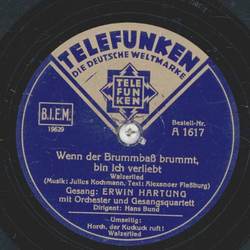 TELEFUNKEN
DIE DEUTSCHE WELTMARKE
TELE
FUN
KEN
B.I.E.M.
19629
Bestell-Nr.
A 1617
Wenn der Brummbaß brummt,
bin ich verliebt
Walzerlied
(Musik: Julius Kochmann, Text: Alexander Fleßburg)
Gesang: ERWIN HARTUNG
mit Orchester und Gesangsquartett
Dirigent: Hans Bund
Umseitig:
Horch, der Kuckuck ruft!
Walzerlied